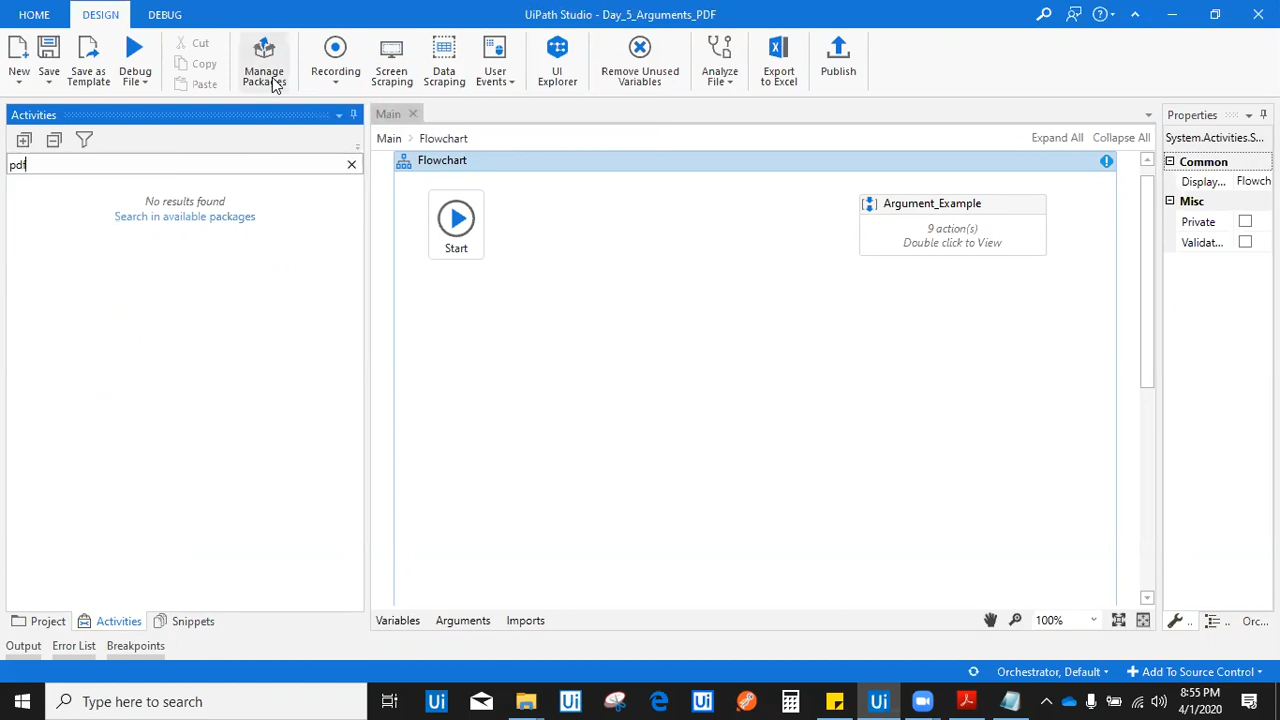 HOME DESIGN DEBUG UiPath Studio - Day_5_Arguments_PDF
New Save Save as Template Debug File Cut Copy Paste Manage Packages Recording Screen Scraping Data Scraping User Events UI Explorer Remove Unused Variables Analyze File Export to Excel Publish
Activities
pdf
No results found
Search in available packages
Main
Main Flowchart Expand All Collapse All
Flowchart
Start
Argument_Example
9 action(s)
Double click to View
Properties
System.Activities.S...
Common
Display... Flowch
Misc
Private
Validat...
Project Activities Snippets
Variables Arguments Imports 100% Orc...
Output Error List Breakpoints
Orchestrator, Default Add To Source Control
Type here to search
8:55 PM
4/1/2020